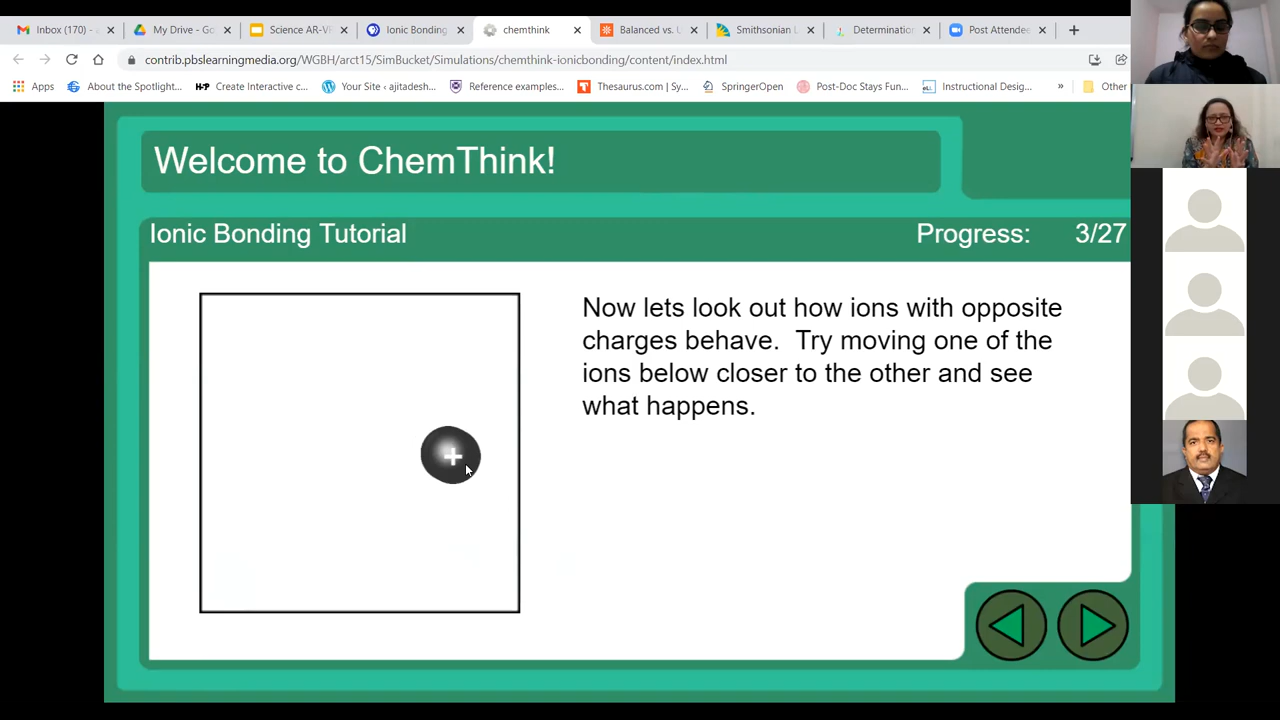 Inbox (170) -
My Drive - Go
Science AR-V
Ionic Bonding
chemthink
Balanced vs. U
Smithsonian L
Determination
Post Attende
contrib.pbslearningmedia.org/WGBH/arct15/SimBucket/Simulations/chemthink-ionicbonding/content/index.html
Apps
About the Spotlight...
H-P
Create Interactive c...
Your Site ‹ ajitadesh...
Reference examples...
Thesaurus.com | Sy...
SpringerOpen
Post-Doc Stays Fun...
Instructional Desig...
»
Other
Welcome to ChemThink!
Ionic Bonding Tutorial
Progress: 3/27
Now lets look out how ions with opposite
charges behave. Try moving one of the
ions below closer to the other and see
what happens.
+